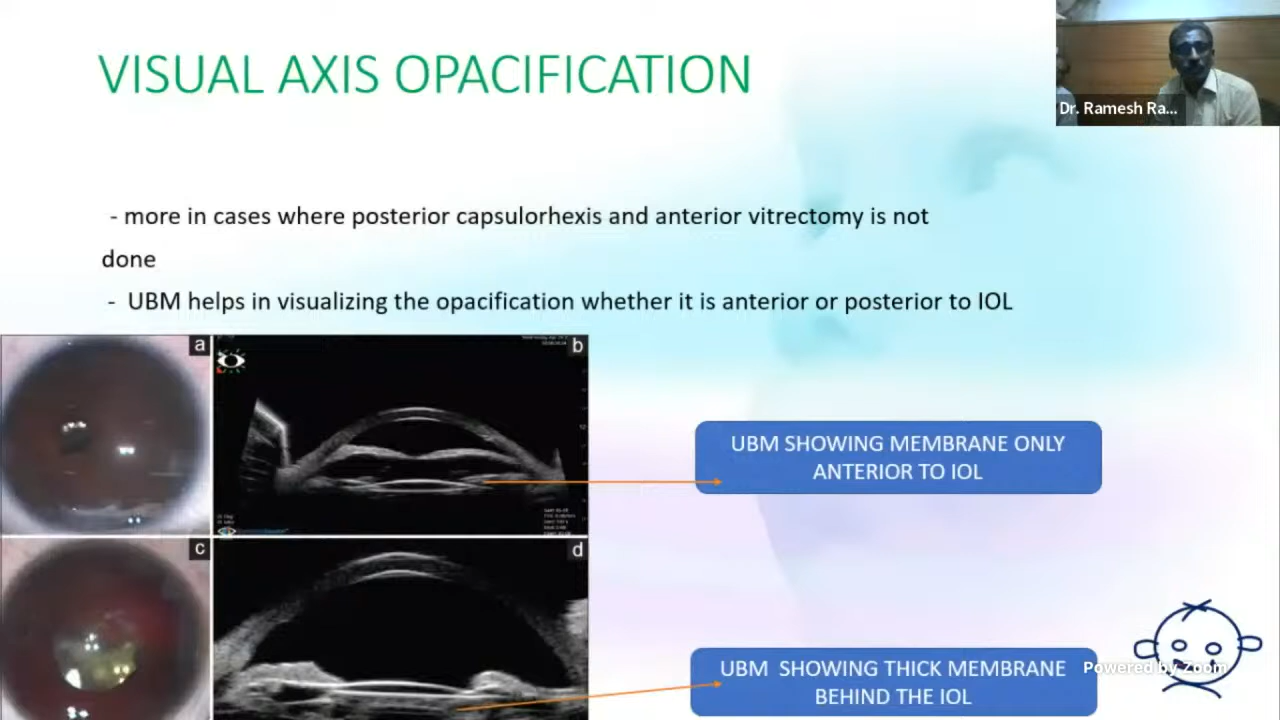 VISUAL AXIS OPACIFICATION
Dr. Ramesh Ra...
- more in cases where posterior capsulorhexis and anterior vitrectomy is not
done
- UBM helps in visualizing the opacification whether it is anterior or posterior to IOL
a
b
UBM SHOWING MEMBRANE ONLY
ANTERIOR TO IOL
c
d
UBM SHOWING THICK MEMBRANE
BEHIND THE IOL
Powered by Zoom